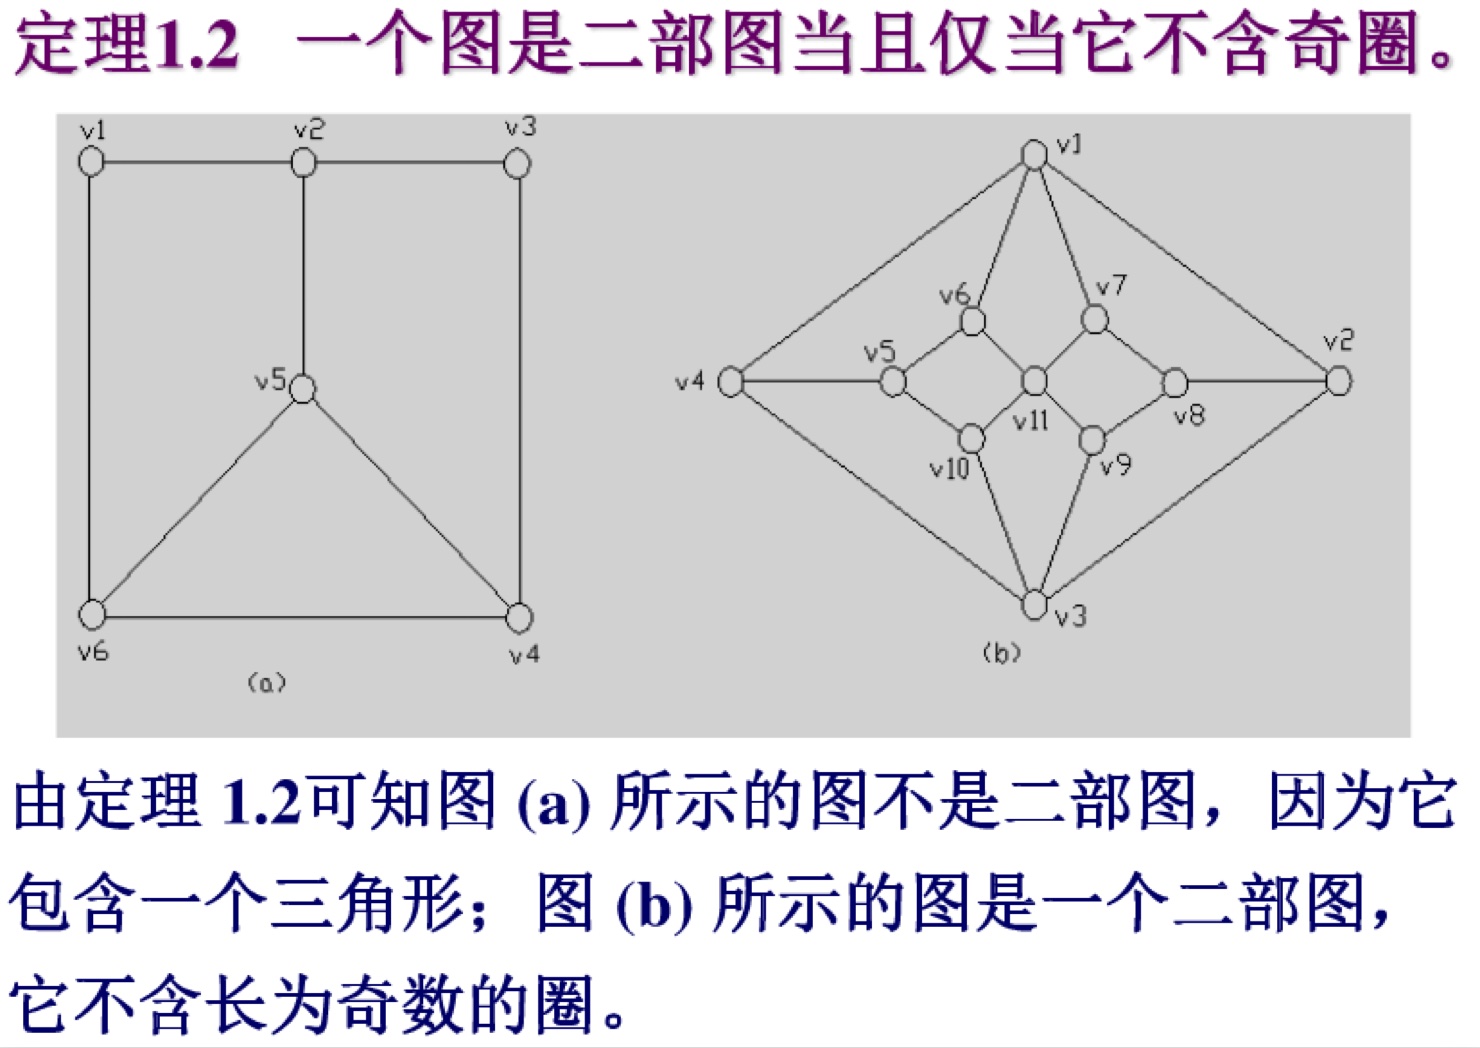 定理1.2 一个图是二部图当且仅当它不含奇圈。
v1
v2
v3
v5
v6
v4
(a)
v1
v6
v7
v5
v2
v4
v11
v8
v10
v9
v3
(b)
由定理 1.2可知图 (a) 所示的图不是二部图，因为它
包含一个三角形；图 (b) 所示的图是一个二部图，
它不含长为奇数的圈。